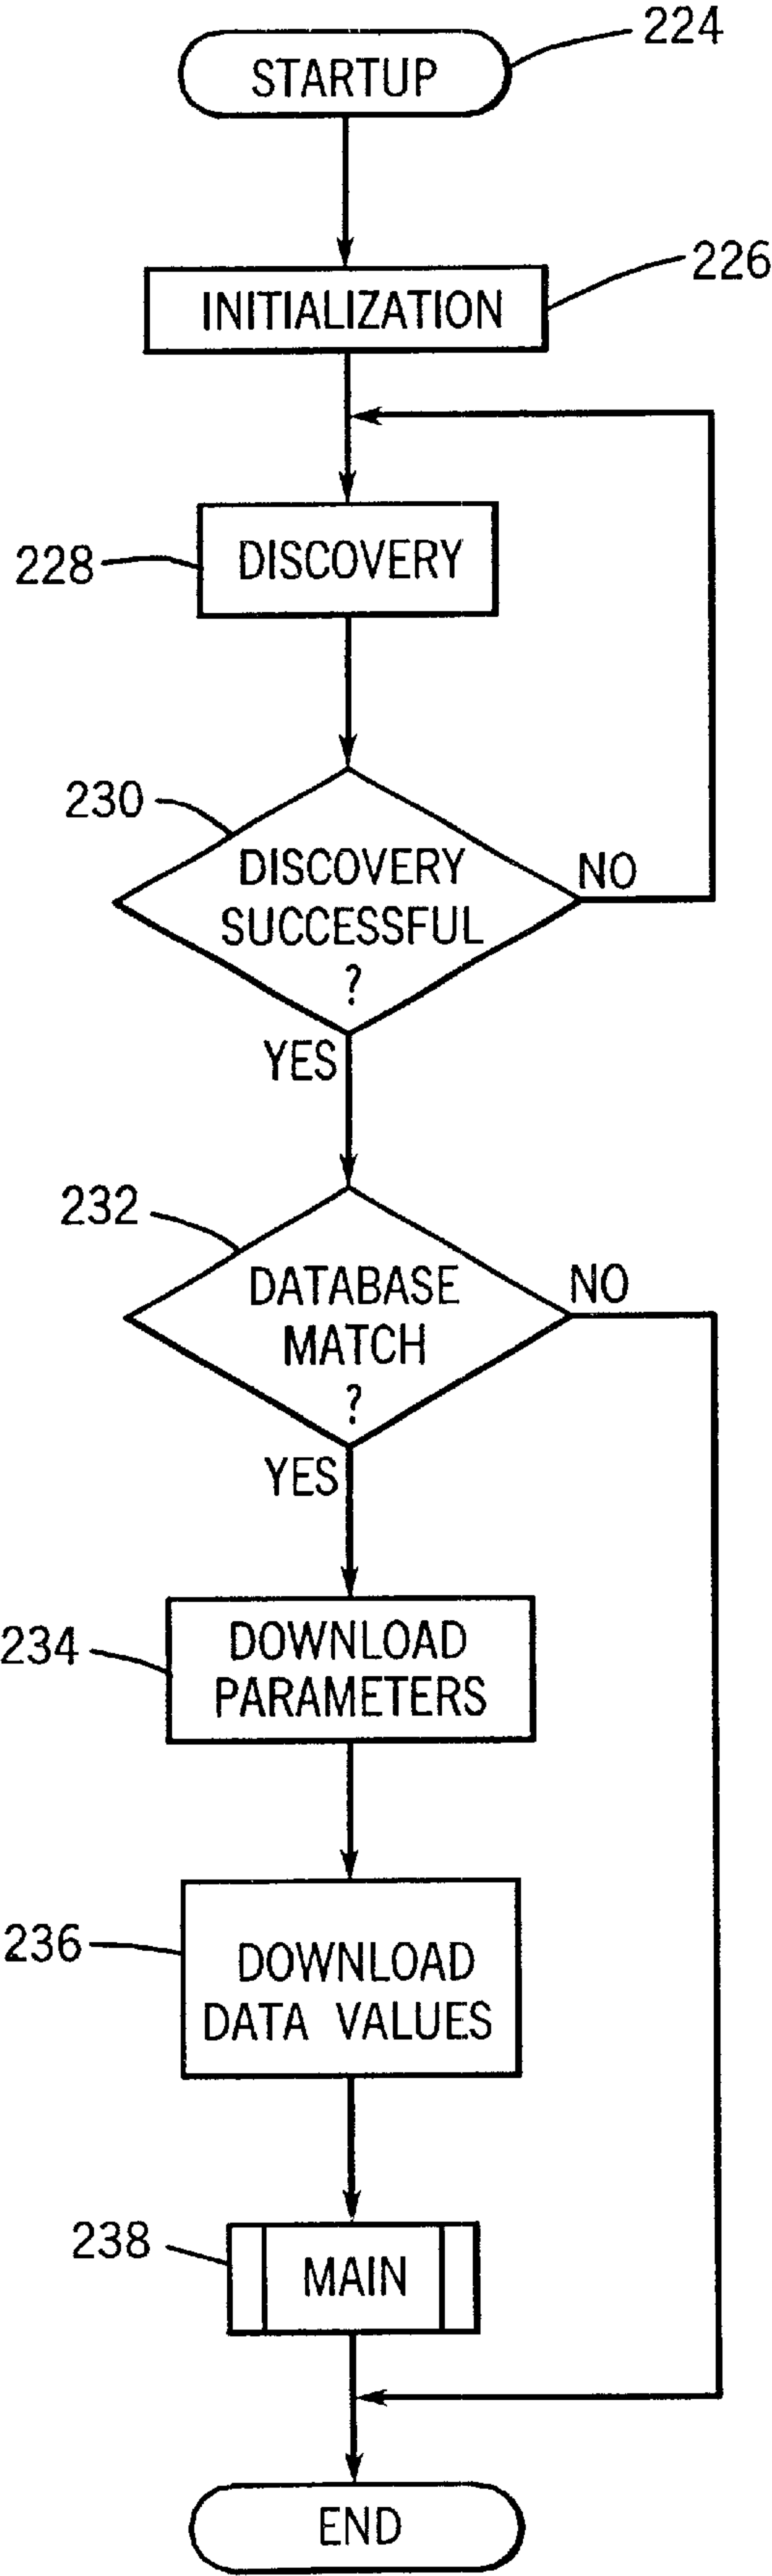 224
STARTUP
226
INITIALIZATION
228
DISCOVERY
230
DISCOVERY
SUCCESSFUL
?
NO
YES
232
DATABASE
MATCH
?
NO
YES
234
DOWNLOAD
PARAMETERS
236
DOWNLOAD
DATA VALUES
238
MAIN
END